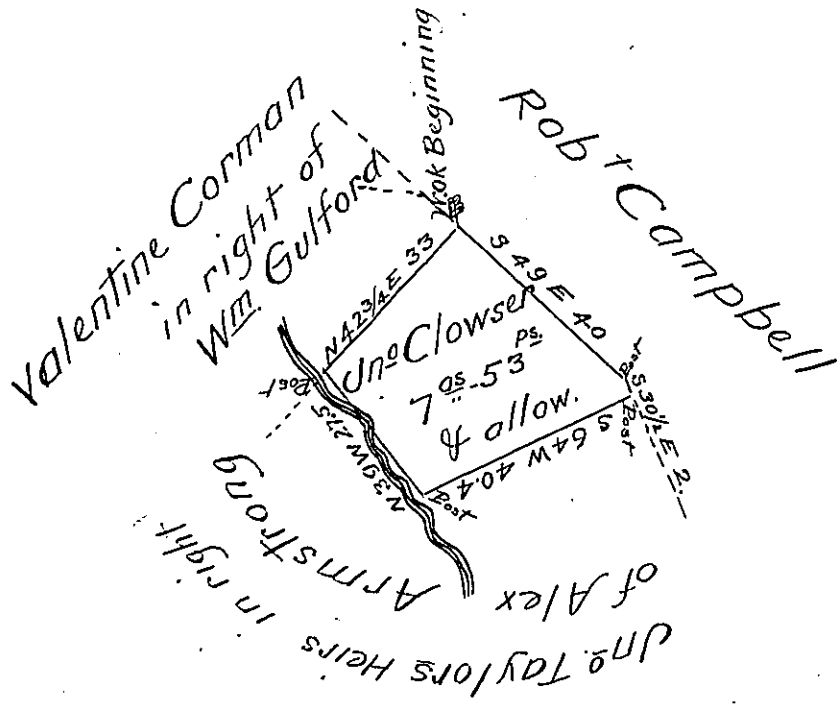 Valentine Corman
in right of
Wm. Gulford
Wok Beginning
Robt Campbell
N 42 3/4 E 33
S 49 E 40
Jno Clowser
7 as. 53 ps.
& allow.
Post
S 30 1/2 E 2.
Post
S 64 W 40.4
Post
N 39 W 27.5
Post
Jno. Taylors Heirs in right
of Alex
Armstrong